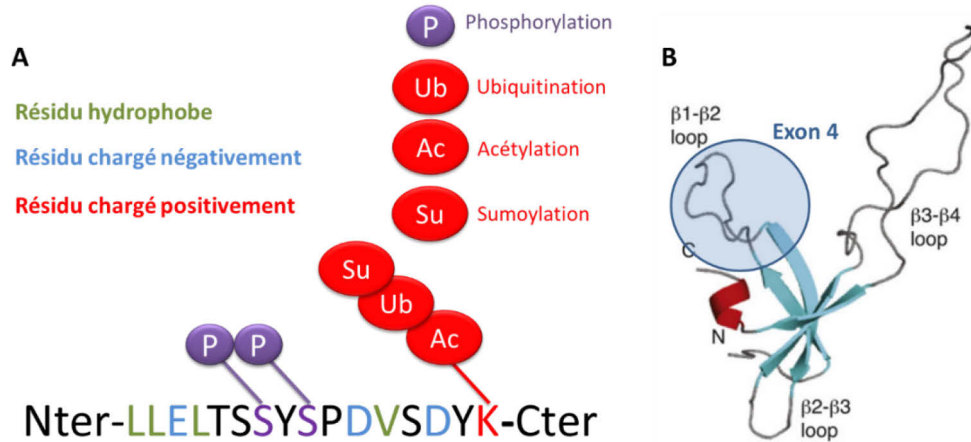 A
Résidu hydrophobe
Résidu chargé négativement
Résidu chargé positivement
P Phosphorylation
Ub Ubiquitination
Ac Acétylation
Su Sumoylation
Su
Ub
Ac
P P
Nter-LLELTSSYSPDVSDYK-Cter
B
β1-β2
loop
Exon 4
β3-β4
loop
C
N
β2-β3
loop